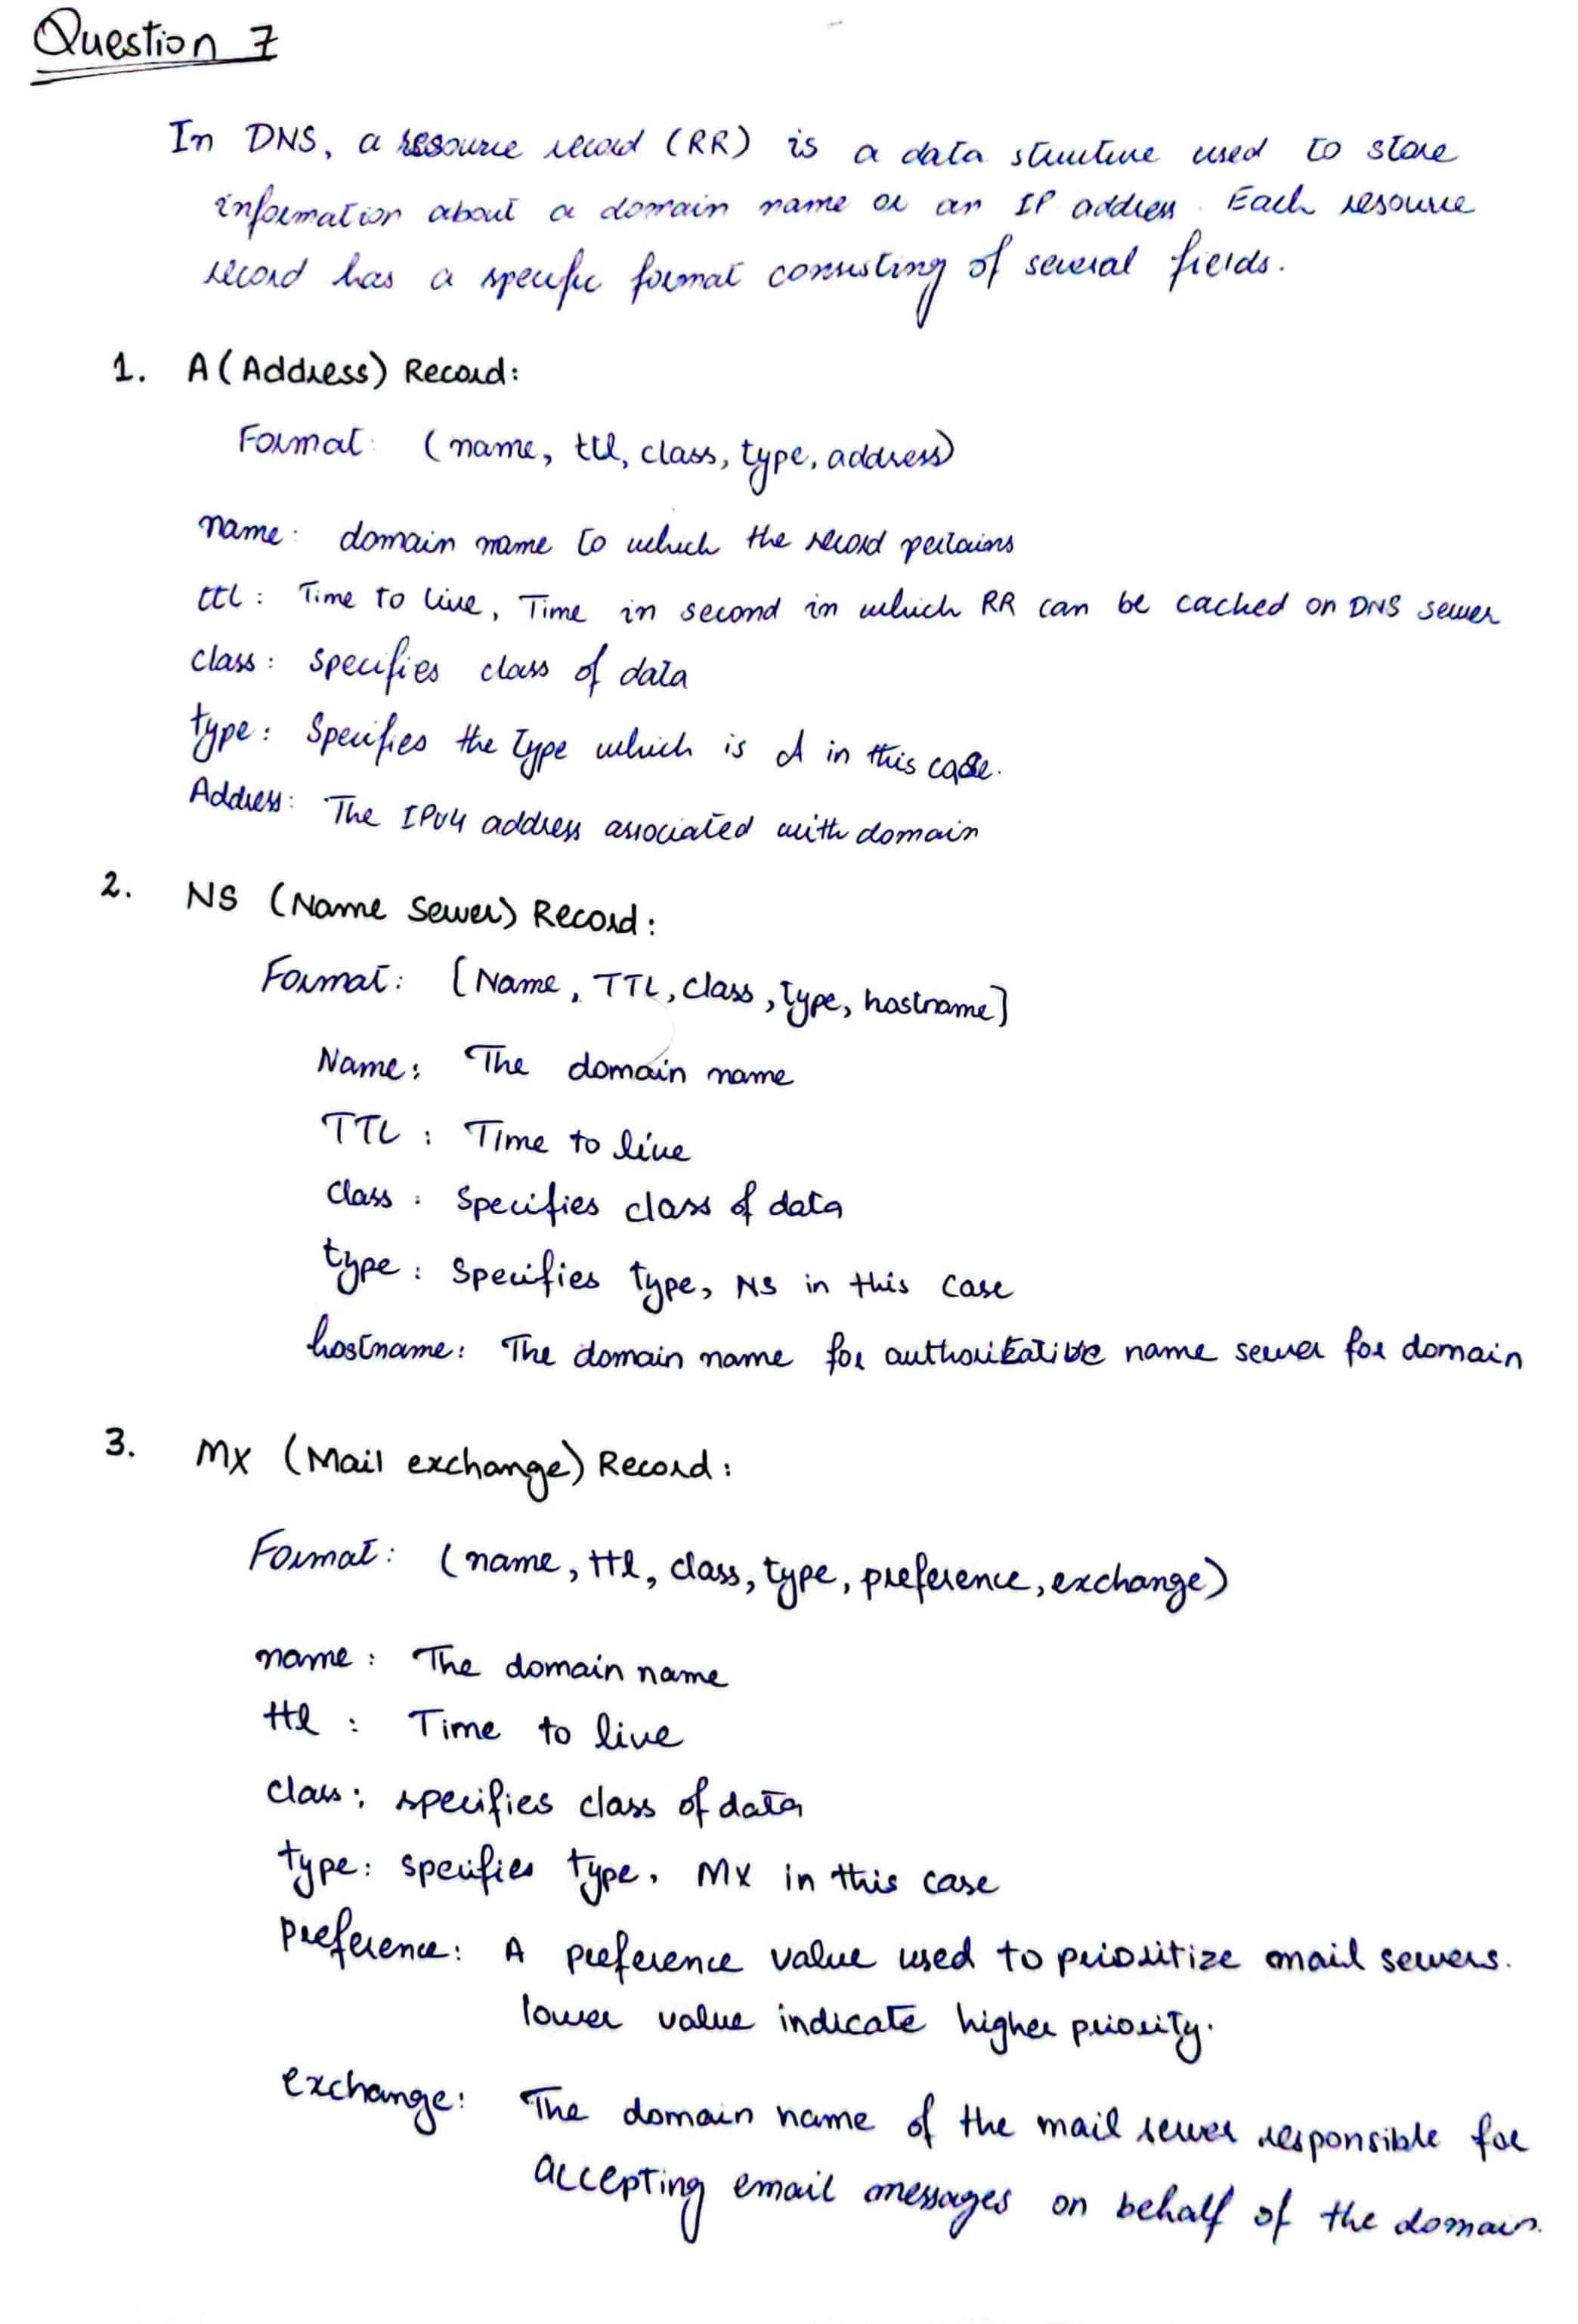 Question 7
In DNS, a resource record (RR) is a data structure used to store
information about a domain name or an IP address. Each resource
record has a specific format consisting of several fields.
1. A (Address) Record:
Format: (name, ttl, class, type, address)
name: domain name to which the record pertains
ttl: Time to live, Time in second in which RR can be cached on DNS server
class: specifies class of data
type: Specifies the type which is A in this case.
Address: The IPv4 address associated with domain
2. NS (Name Server) Record:
Format: [Name, TTL, Class, type, hostname]
Name: The domain name
TTL: Time to live
Class: Specifies class of data
type: Specifies type, NS in this case
hostname: The domain name for authoritative name server for domain
3. MX (Mail exchange) Record:
Format: (name, ttl, class, type, preference, exchange)
name: The domain name
ttl: Time to live
class: specifies class of data
type: specifies type. MX in this case
preference: A preference value used to prioritize mail servers.
lower value indicate higher priority.
exchange: The domain name of the mail server responsible for
accepting email messages on behalf of the domain.